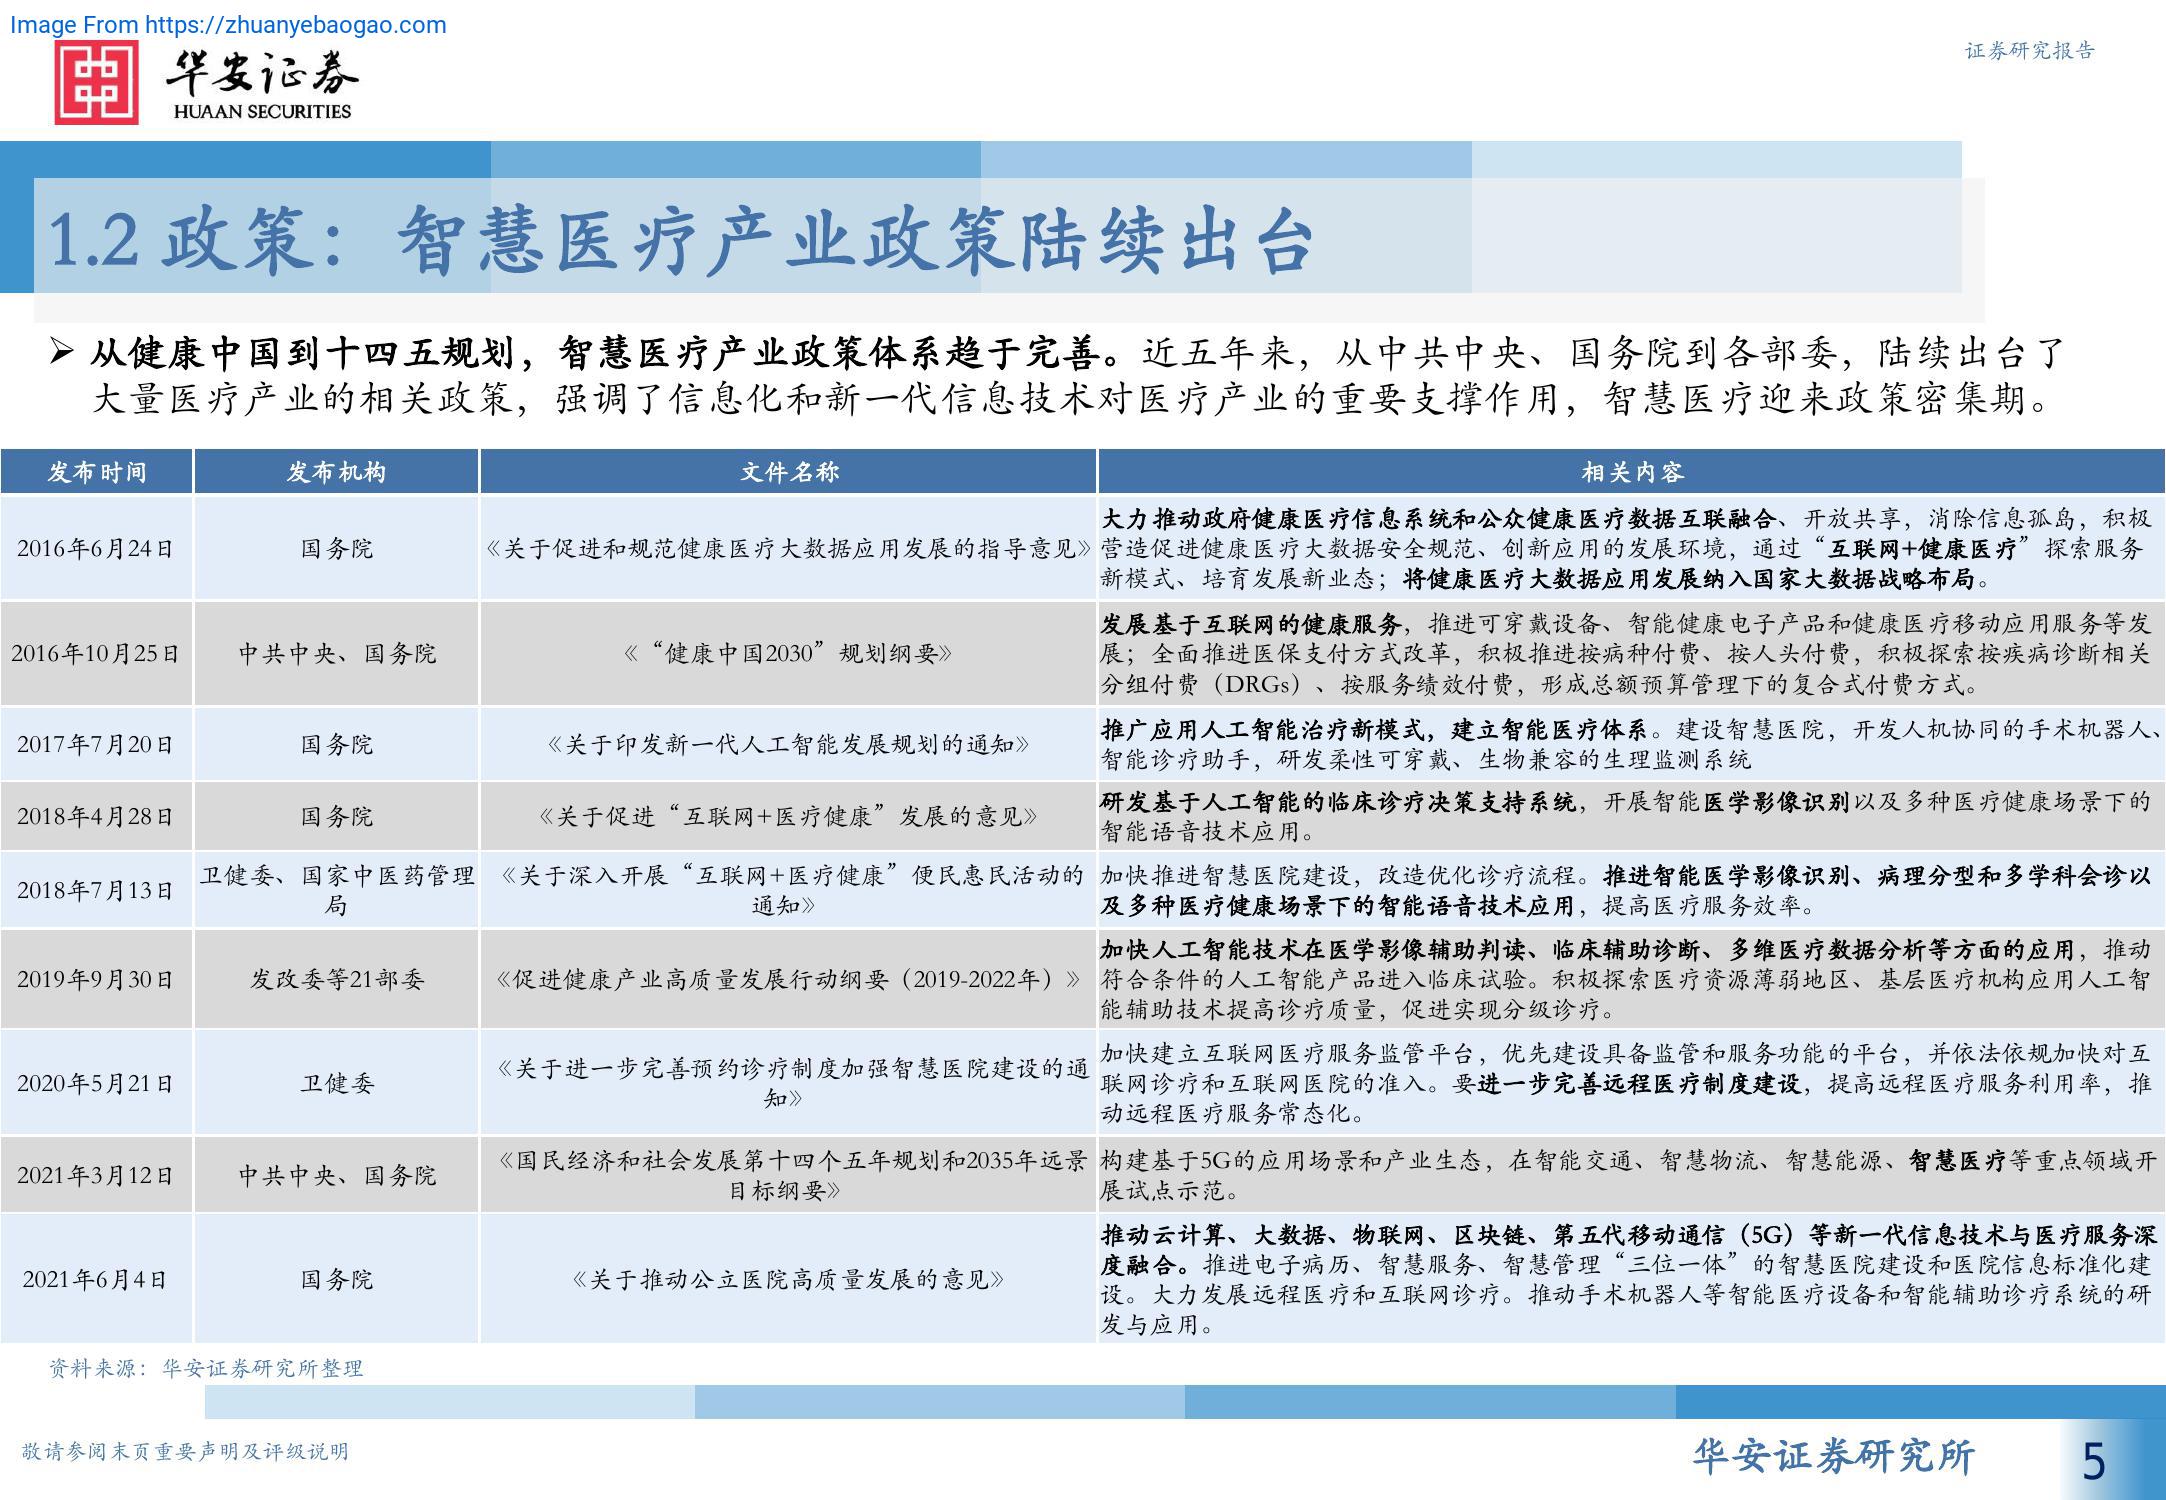 Image From https://zhuanyebaogao.com
华安证券
HUAAN SECURITIES
证券研究报告
1.2 政策：智慧医疗产业政策陆续出台
➢ 从健康中国到十四五规划，智慧医疗产业政策体系趋于完善。近五年来，从中共中央、国务院到各部委，陆续出台了
大量医疗产业的相关政策，强调了信息化和新一代信息技术对医疗产业的重要支撑作用，智慧医疗迎来政策密集期。
发布时间 发布机构 文件名称 相关内容
2016年6月24日 国务院 《关于促进和规范健康医疗大数据应用发展的指导意见》
大力推动政府健康医疗信息系统和公众健康医疗数据互联融合、开放共享，消除信息孤岛，积极
营造促进健康医疗大数据安全规范、创新应用的发展环境，通过“互联网+健康医疗”探索服务
新模式、培育发展新业态；将健康医疗大数据应用发展纳入国家大数据战略布局。
2016年10月25日 中共中央、国务院 《“健康中国2030”规划纲要》
发展基于互联网的健康服务，推进可穿戴设备、智能健康电子产品和健康医疗移动应用服务等发
展；全面推进医保支付方式改革，积极推进按病种付费、按人头付费，积极探索按疾病诊断相关
分组付费（DRGs）、按服务绩效付费，形成总额预算管理下的复合式付费方式。
2017年7月20日 国务院 《关于印发新一代人工智能发展规划的通知》
推广应用人工智能治疗新模式，建立智能医疗体系。建设智慧医院，开发人机协同的手术机器人、
智能诊疗助手，研发柔性可穿戴、生物兼容的生理监测系统
2018年4月28日 国务院 《关于促进“互联网+医疗健康”发展的意见》
研发基于人工智能的临床诊疗决策支持系统，开展智能医学影像识别以及多种医疗健康场景下的
智能语音技术应用。
2018年7月13日
卫健委、国家中医药管理
局
《关于深入开展“互联网+医疗健康”便民惠民活动的
通知》
加快推进智慧医院建设，改造优化诊疗流程。推进智能医学影像识别、病理分型和多学科会诊以
及多种医疗健康场景下的智能语音技术应用，提高医疗服务效率。
2019年9月30日 发改委等21部委 《促进健康产业高质量发展行动纲要（2019-2022年）》
加快人工智能技术在医学影像辅助判读、临床辅助诊断、多维医疗数据分析等方面的应用，推动
符合条件的人工智能产品进入临床试验。积极探索医疗资源薄弱地区、基层医疗机构应用人工智
能辅助技术提高诊疗质量，促进实现分级诊疗。
2020年5月21日 卫健委
《关于进一步完善预约诊疗制度加强智慧医院建设的通
知》
加快建立互联网医疗服务监管平台，优先建设具备监管和服务功能的平台，并依法依规加快对互
联网诊疗和互联网医院的准入。要进一步完善远程医疗制度建设，提高远程医疗服务利用率，推
动远程医疗服务常态化。
2021年3月12日 中共中央、国务院
《国民经济和社会发展第十四个五年规划和2035年远景
目标纲要》
构建基于5G的应用场景和产业生态，在智能交通、智慧物流、智慧能源、智慧医疗等重点领域开
展试点示范。
2021年6月4日 国务院 《关于推动公立医院高质量发展的意见》
推动云计算、大数据、物联网、区块链、第五代移动通信（5G）等新一代信息技术与医疗服务深
度融合。推进电子病历、智慧服务、智慧管理“三位一体”的智慧医院建设和医院信息标准化建
设。大力发展远程医疗和互联网诊疗。推动手术机器人等智能医疗设备和智能辅助诊疗系统的研
发与应用。
资料来源：华安证券研究所整理
敬请参阅末页重要声明及评级说明
华安证券研究所
5